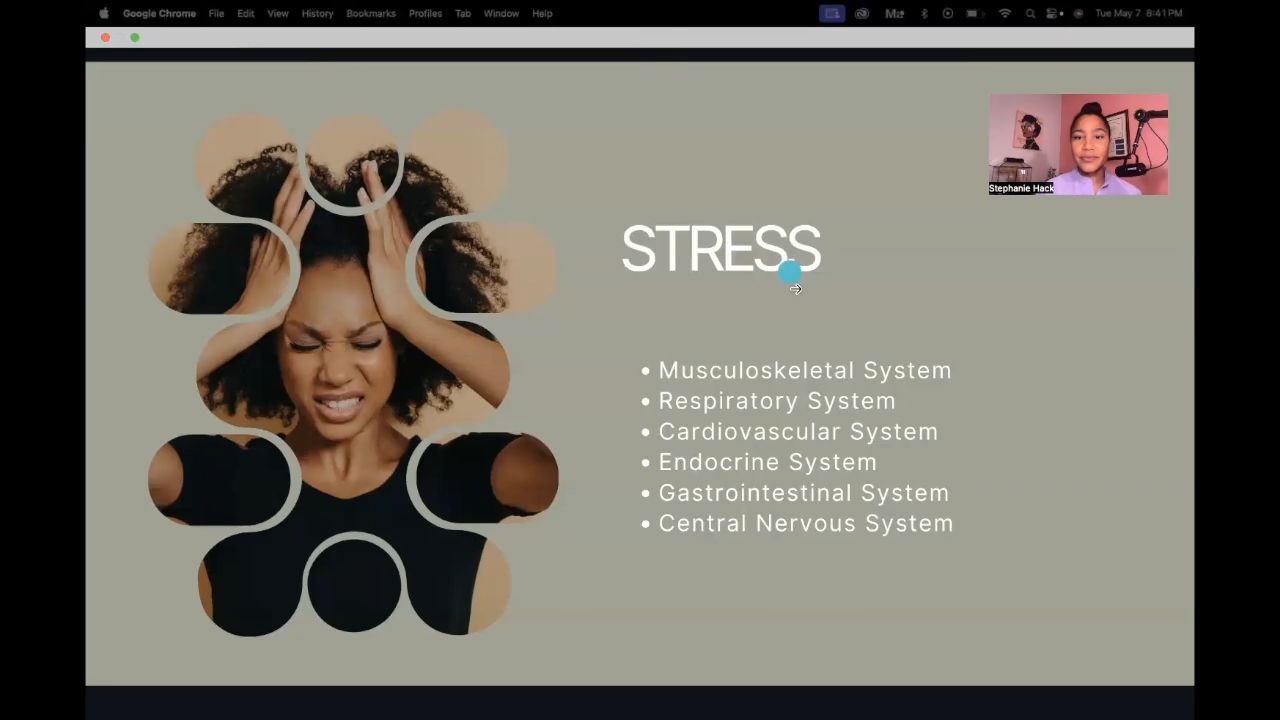 Google Chrome File Edit View History Bookmarks Profiles Tab Window Help
Tue May 7 8:41 PM
Stephanie Hack
STRESS
• Musculoskeletal System
• Respiratory System
• Cardiovascular System
• Endocrine System
• Gastrointestinal System
• Central Nervous System